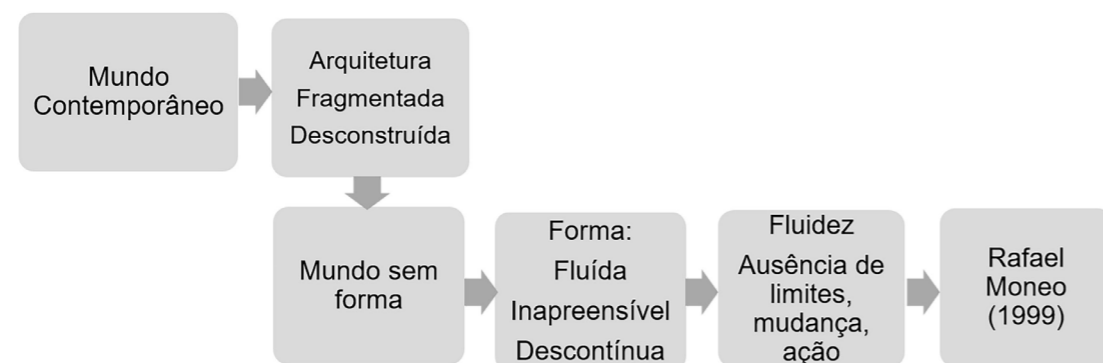 Mundo
Contemporâneo
Arquitetura
Fragmentada
Desconstruída
Mundo sem
forma
Forma:
Fluída
Inapreensível
Descontínua
Fluidez
Ausência de
limites,
mudança,
ação
Rafael
Moneo
(1999)